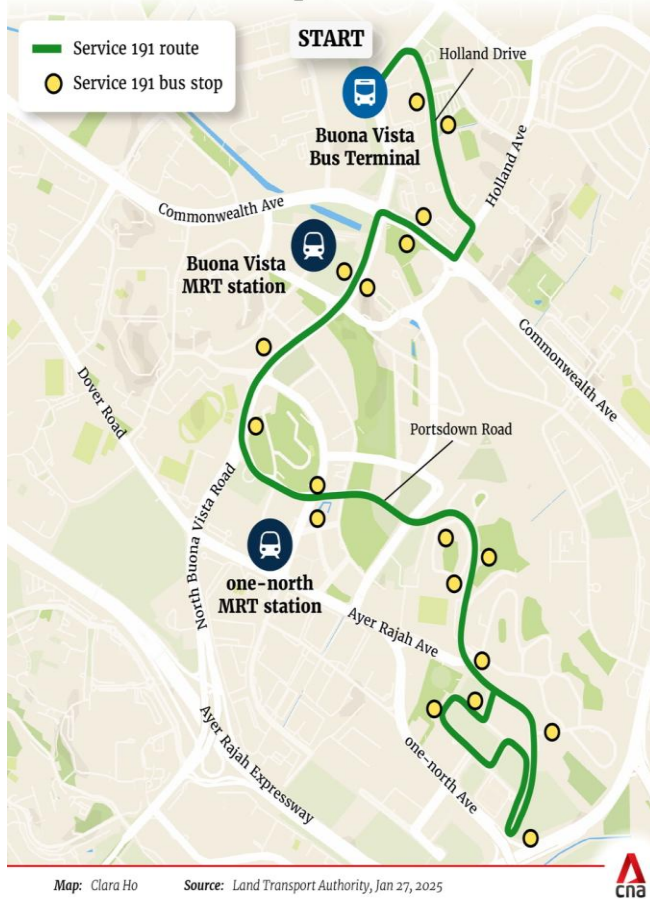 Service 191 route
Service 191 bus stop
START
Holland Drive
Buona Vista
Bus Terminal
Holland Ave
Commonwealth Ave
Buona Vista
MRT station
Commonwealth Ave
Dover Road
Portsdown Road
North Buona Vista Road
one-north
MRT station
Ayer Rajah Ave
Ayer Rajah Expressway
one-north Ave
Map: Clara Ho
Source: Land Transport Authority, Jan 27, 2025
cna